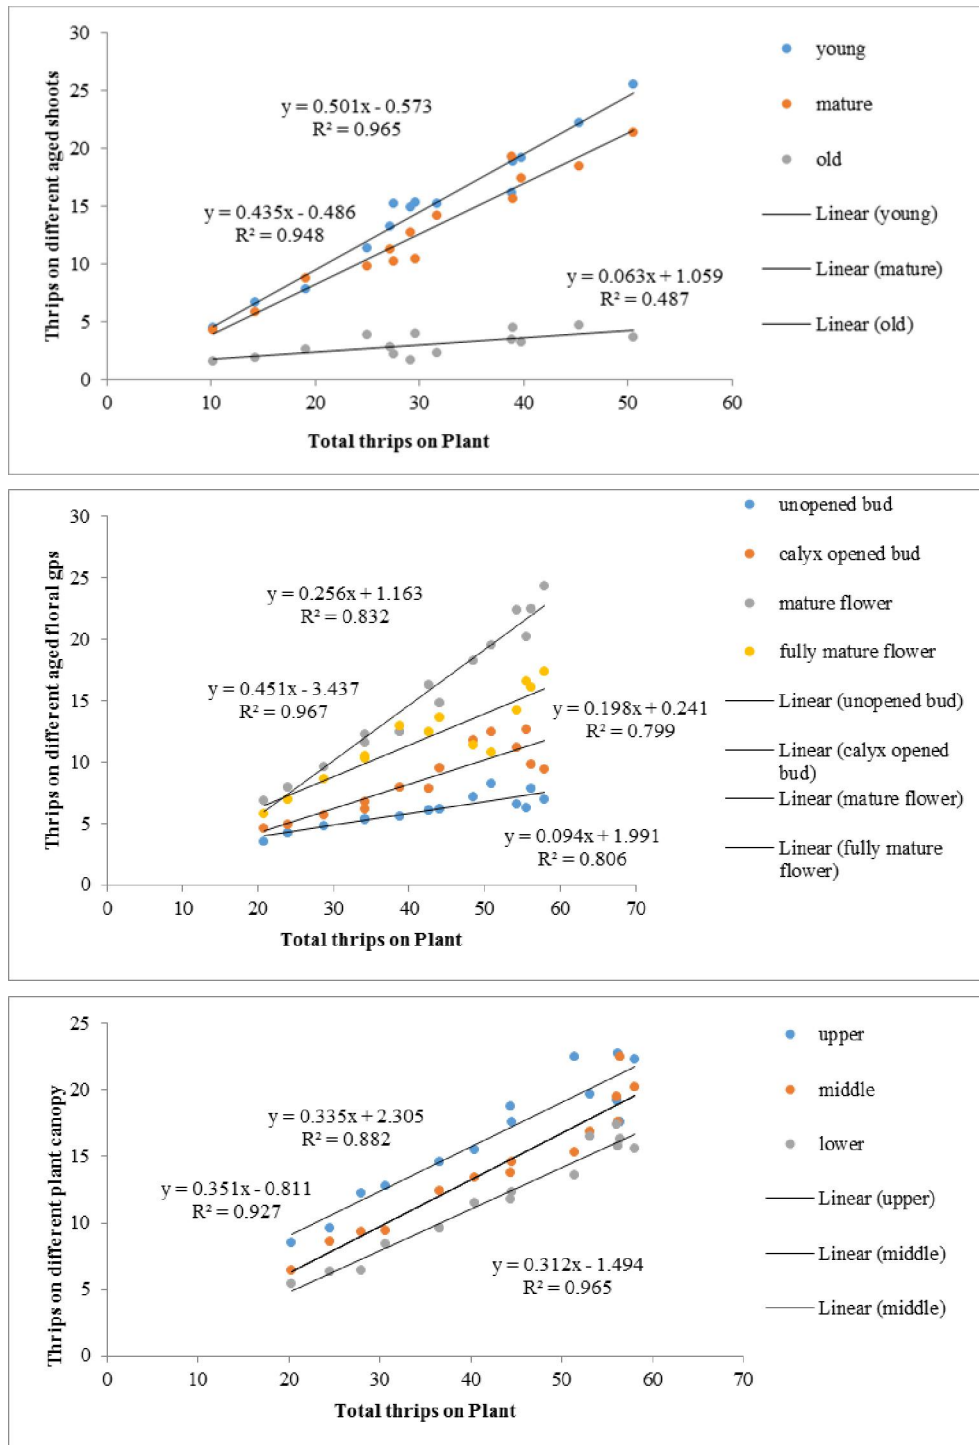 30
25
20
15
10
5
0
Thrips on different aged shoots
y = 0.501x - 0.573
R² = 0.965
y = 0.435x - 0.486
R² = 0.948
y = 0.063x + 1.059
R² = 0.487
0 10 20 30 40 50 60
Total thrips on Plant
young
mature
old
Linear (young)
Linear (mature)
Linear (old)
30
25
20
15
10
5
0
Thrips on different aged floral gps
y = 0.256x + 1.163
R² = 0.832
y = 0.451x - 3.437
R² = 0.967
y = 0.198x + 0.241
R² = 0.799
y = 0.094x + 1.991
R² = 0.806
0 10 20 30 40 50 60 70
Total thrips on Plant
unopened bud
calyx opened bud
mature flower
fully mature flower
Linear (unopened bud)
Linear (calyx opened
bud)
Linear (mature flower)
Linear (fully mature
flower)
25
20
15
10
5
0
Thrips on different plant canopy
y = 0.335x + 2.305
R² = 0.882
y = 0.351x - 0.811
R² = 0.927
y = 0.312x - 1.494
R² = 0.965
0 10 20 30 40 50 60 70
Total thrips on Plant
upper
middle
lower
Linear (upper)
Linear (middle)
Linear (middle)